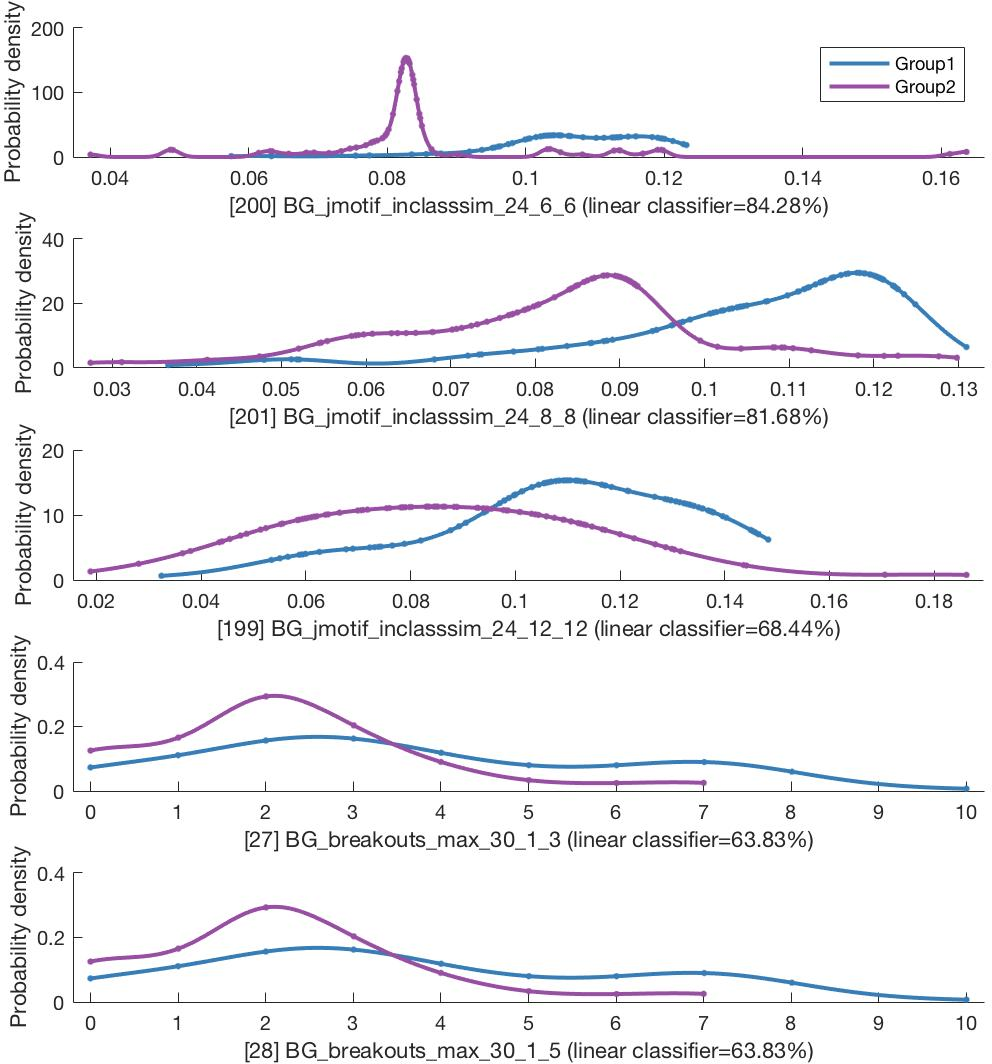 Probability density
200
100
0
Group1
Group2
0.04 0.06 0.08 0.1 0.12 0.14 0.16
[200] BG_jmotif_inclasssim_24_6_6 (linear classifier=84.28%)
Probability density
40
20
0
0.03 0.04 0.05 0.06 0.07 0.08 0.09 0.1 0.11 0.12 0.13
[201] BG_jmotif_inclasssim_24_8_8 (linear classifier=81.68%)
Probability density
20
10
0
0.02 0.04 0.06 0.08 0.1 0.12 0.14 0.16 0.18
[199] BG_jmotif_inclasssim_24_12_12 (linear classifier=68.44%)
Probability density
0.4
0.2
0
0 1 2 3 4 5 6 7 8 9 10
[27] BG_breakouts_max_30_1_3 (linear classifier=63.83%)
Probability density
0.4
0.2
0
0 1 2 3 4 5 6 7 8 9 10
[28] BG_breakouts_max_30_1_5 (linear classifier=63.83%)